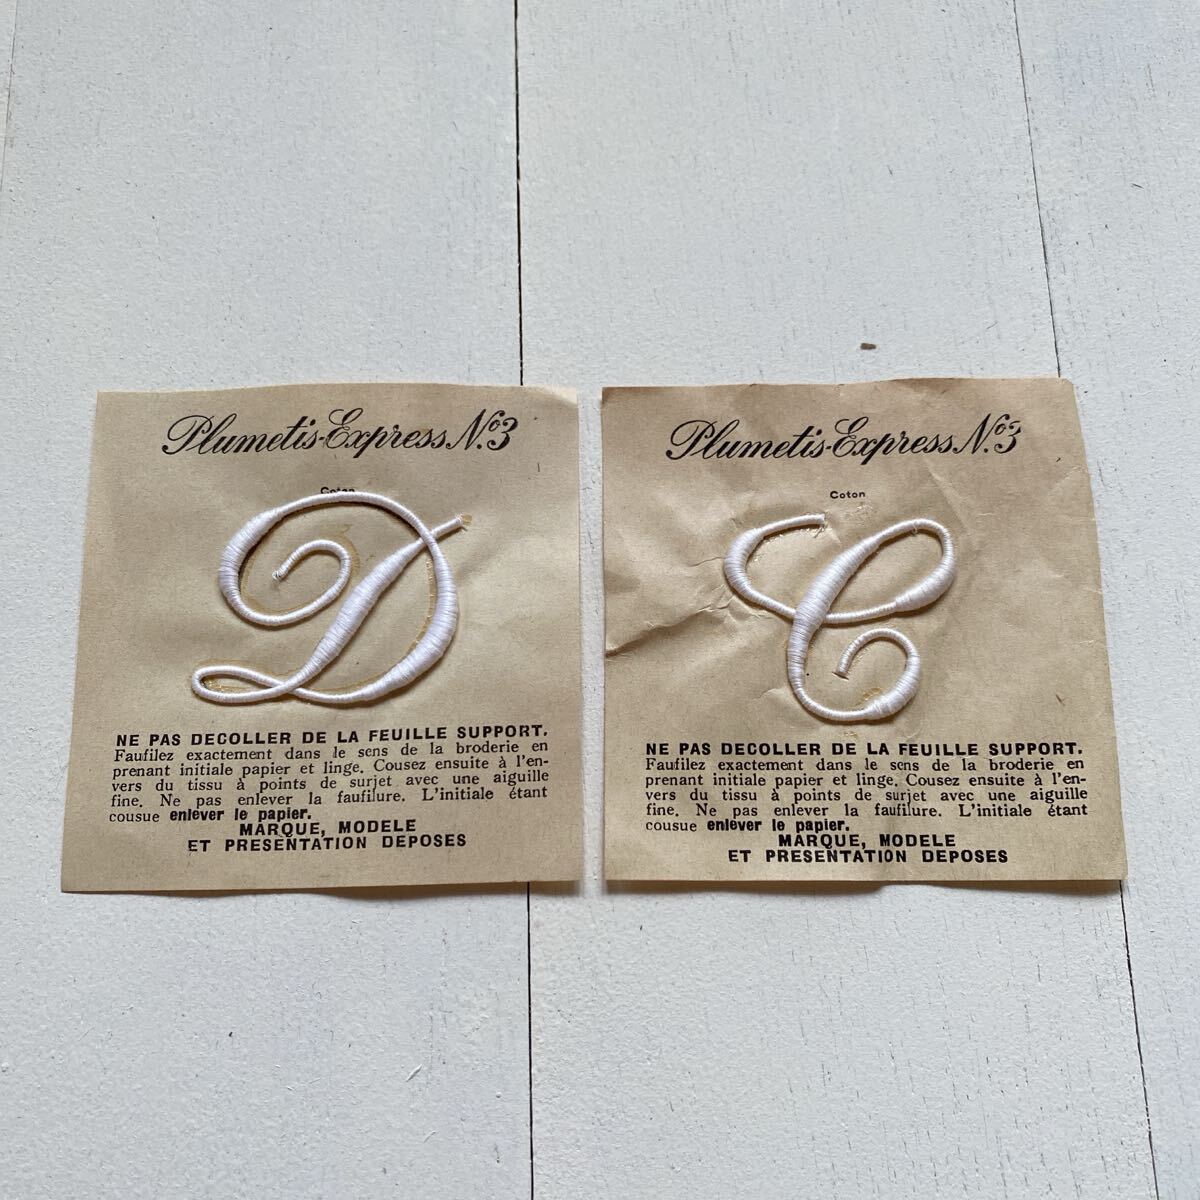 Plumetis-Express Nº3
Coton
D
NE PAS DECOLLER DE LA FEUILLE SUPPORT.
Faufilez exactement dans le sens de la broderie en
prenant initiale papier et linge. Cousez ensuite à l'en-
vers du tissu à points de surjet avec une aiguille
fine. Ne pas enlever la faufilure. L'initiale étant
cousue enlever le papier.
MARQUE, MODELE
ET PRESENTATION DEPOSES
Plumetis-Express Nº3
Coton
C
NE PAS DECOLLER DE LA FEUILLE SUPPORT.
Faufilez exactement dans le sens de la broderie en
prenant initiale papier et linge. Cousez ensuite à l'en-
vers du tissu à points de surjet avec une aiguille
fine. Ne pas enlever la faufilure. L'initiale étant
cousue enlever le papier.
MARQUE, MODELE
ET PRESENTATION DEPOSES